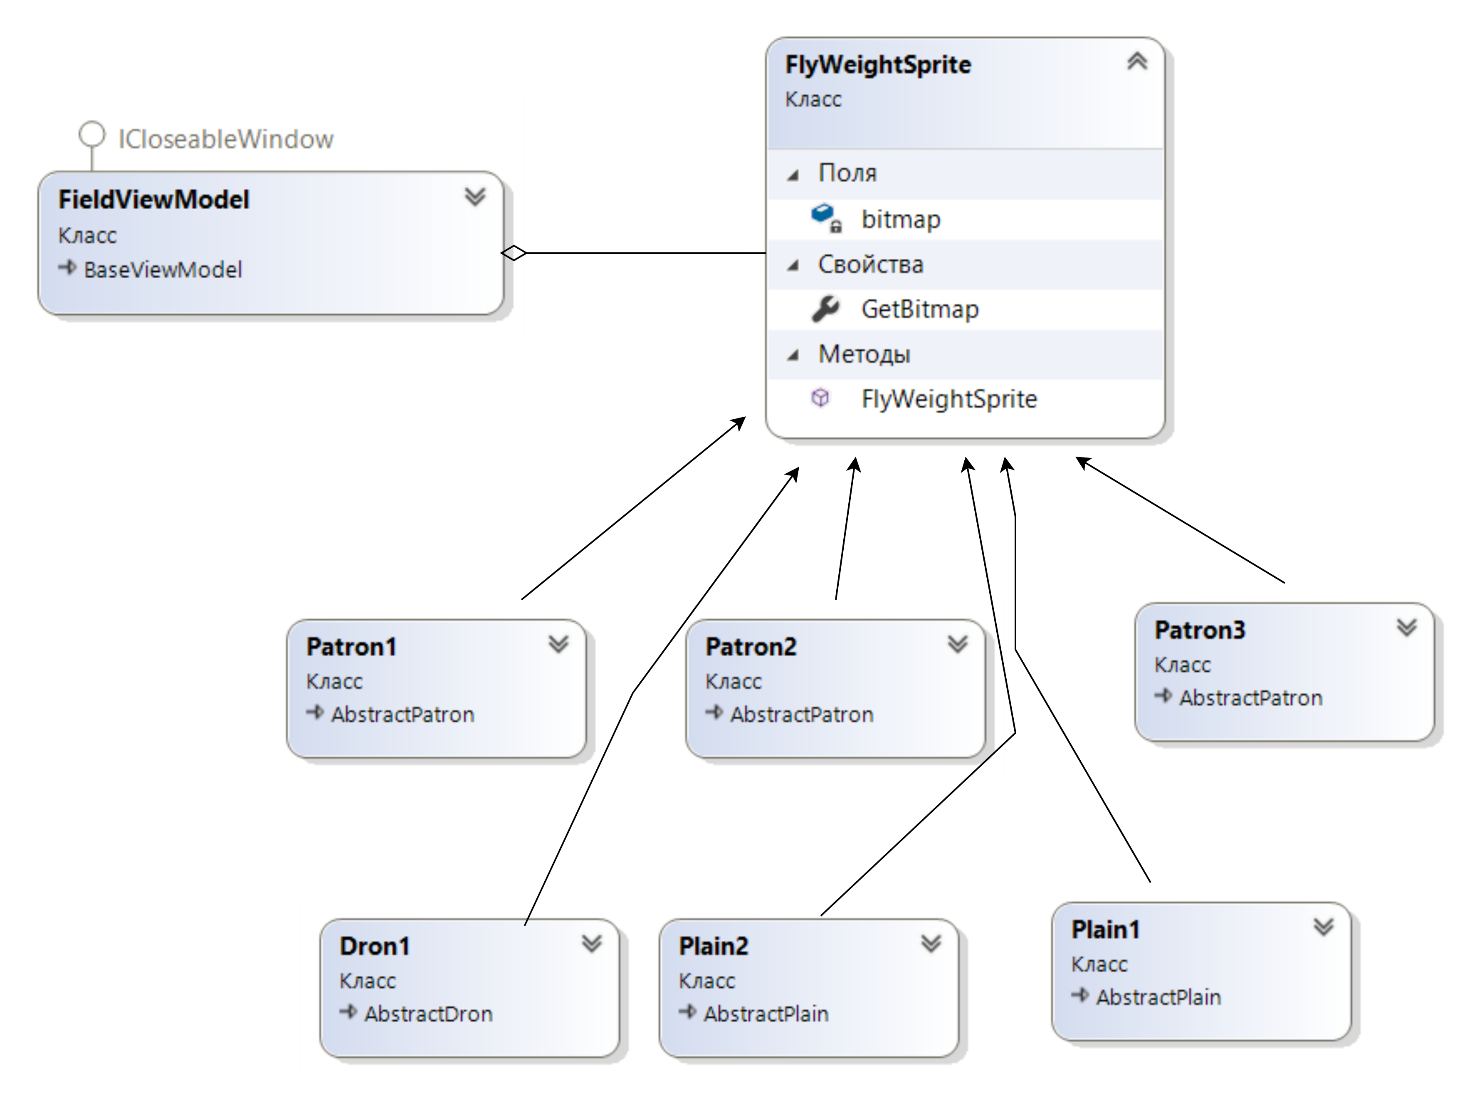 FlyWeightSprite
Класс
Поля
bitmap
Свойства
GetBitmap
Методы
FlyWeightSprite
ICloseableWindow
FieldViewModel
Класс
BaseViewModel
Patron1
Класс
AbstractPatron
Patron2
Класс
AbstractPatron
Patron3
Класс
AbstractPatron
Dron1
Класс
AbstractDron
Plain2
Класс
AbstractPlain
Plain1
Класс
AbstractPlain